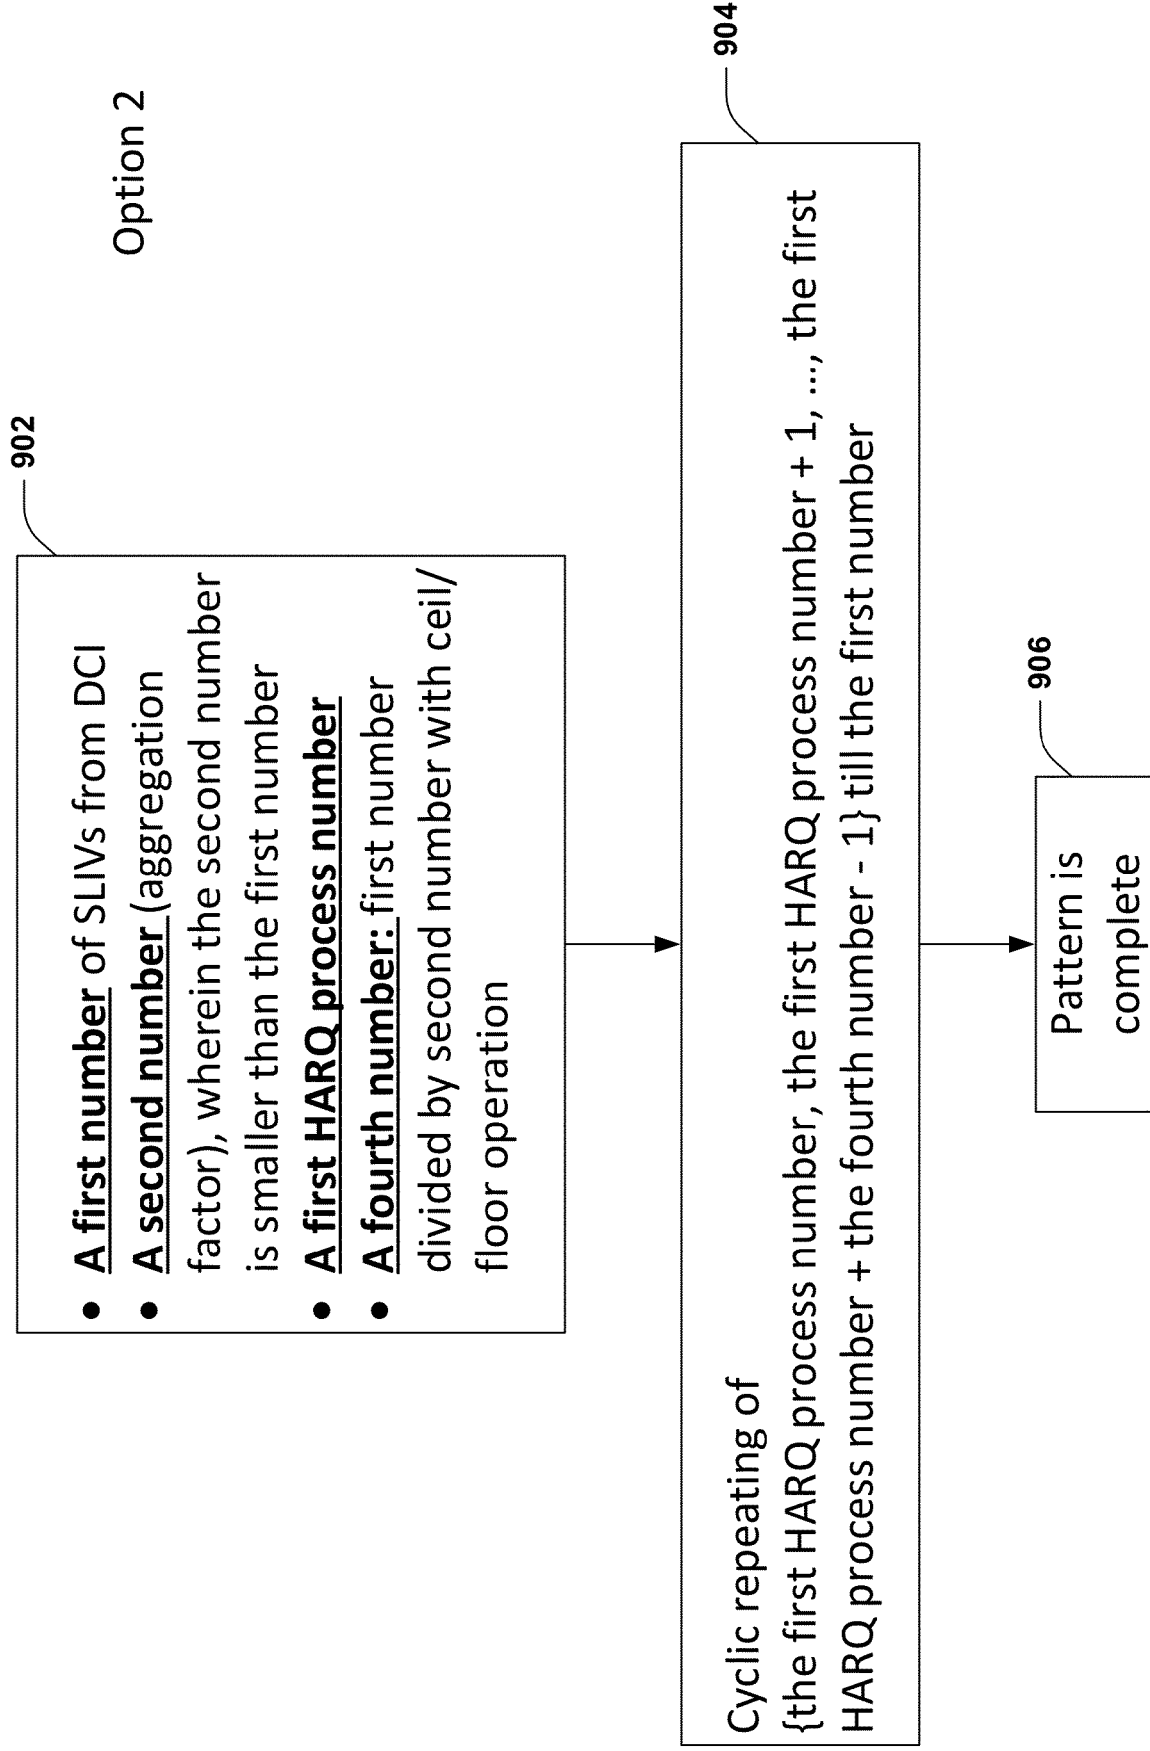 Option 2
902
● A first number of SLIVs from DCI
● A second number (aggregation
factor), wherein the second number
is smaller than the first number
● A first HARQ process number
● A fourth number: first number
divided by second number with ceil/
floor operation
904
Cyclic repeating of
{the first HARQ process number, the first HARQ process number + 1, ..., the first
HARQ process number + the fourth number - 1} till the first number
906
Pattern is
complete